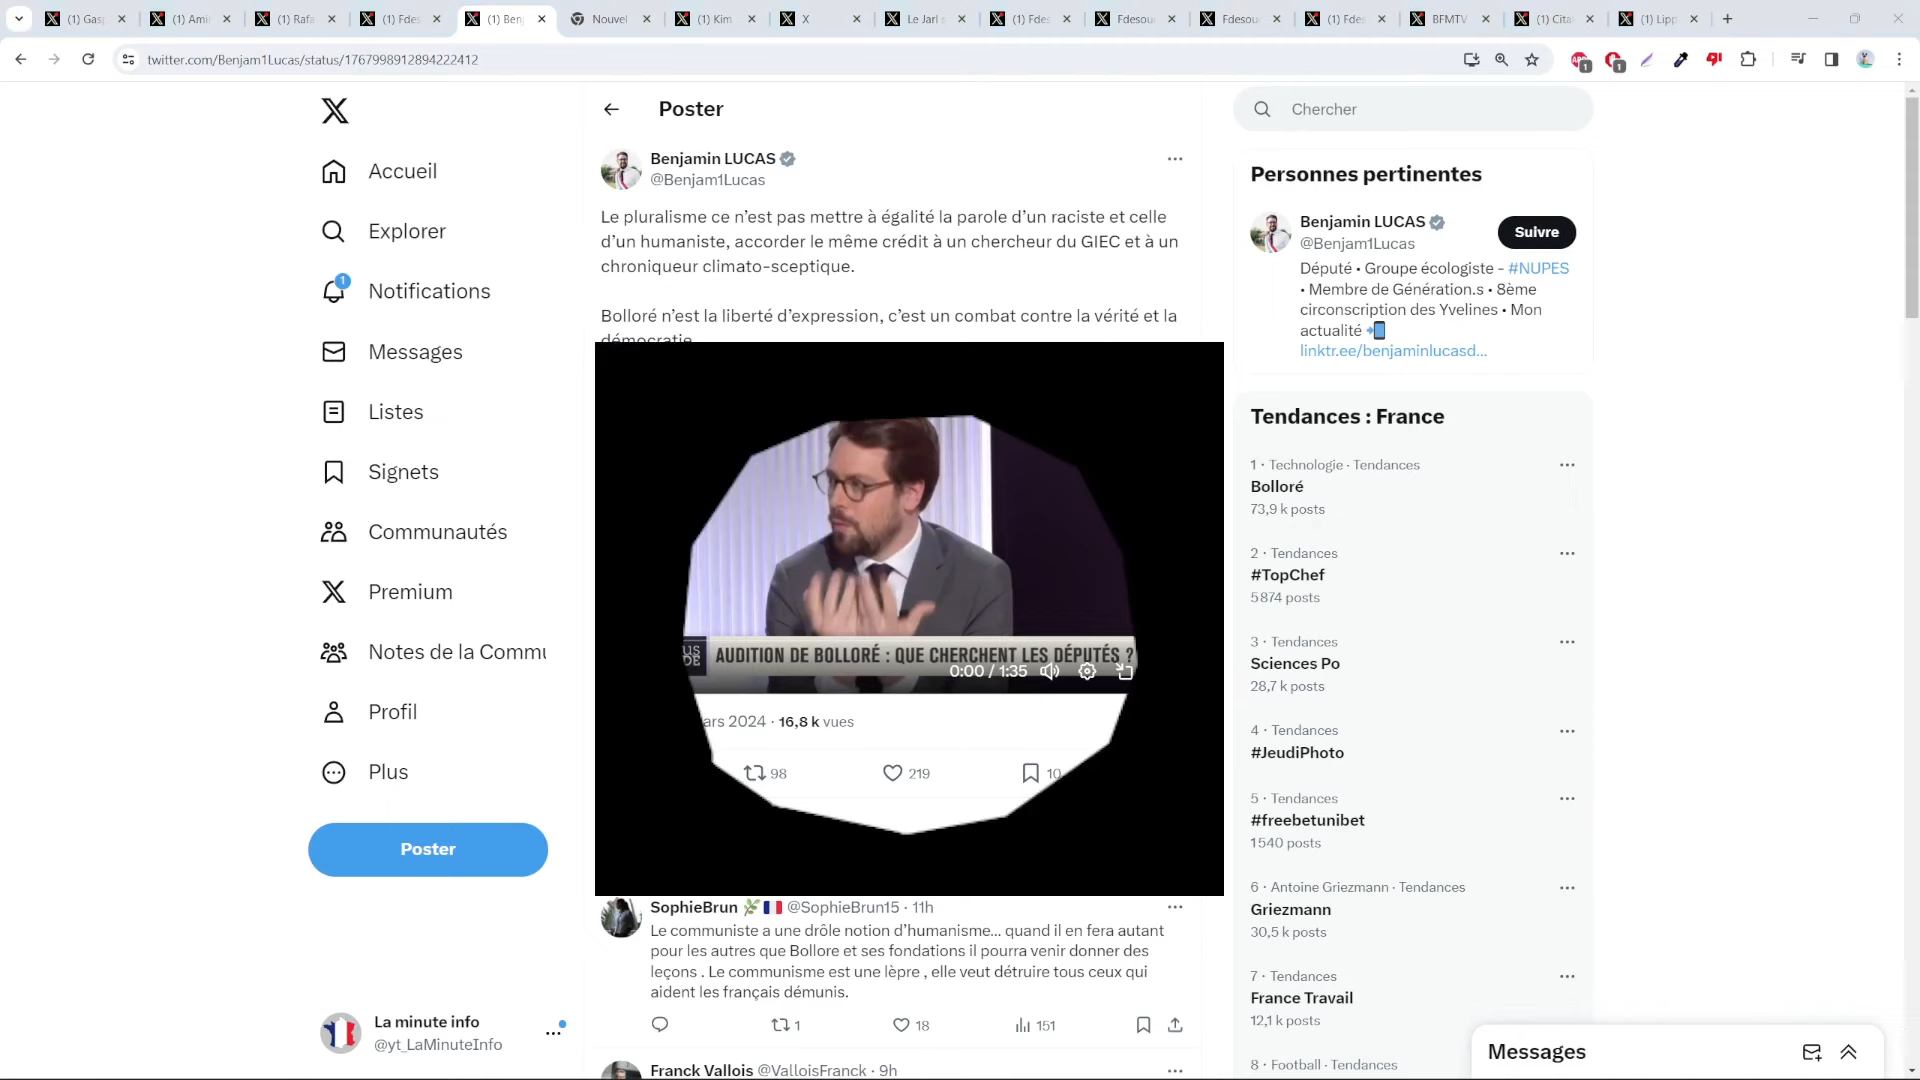 (1) Gas
(1) Ami
(1) Rafa
(1) Fdes
(1) Benj
Nouvel
(1) Kim
X
Le Jarl s
(1) Fdes
Fdesou
Fdesou
(1) Fdes
BFMTV
(1) Cita
(1) Lipp
twitter.com/Benjam1Lucas/status/1767998912894222412
1
1
Accueil
Explorer
1
Notifications
Messages
Listes
Signets
Communautés
Premium
Notes de la Commu
Profil
Plus
Poster
La minute info
@yt_LaMinuteInfo
Poster
Benjamin LUCAS
@Benjam1Lucas
Le pluralisme ce n’est pas mettre à égalité la parole d’un raciste et celle
d’un humaniste, accorder le même crédit à un chercheur du GIEC et à un
chroniqueur climato-sceptique.
Bolloré n’est la liberté d’expression, c’est un combat contre la vérité et la
démocratie
AUDITION DE BOLLORÉ : QUE CHERCHENT LES DÉPUTÉS ?
0:00 / 1:35
ars 2024 · 16,8 k vues
98
219
10
SophieBrun @SophieBrun15 · 11h
Le communiste a une drôle notion d’humanisme... quand il en fera autant
pour les autres que Bollore et ses fondations il pourra venir donner des
leçons . Le communisme est une lèpre , elle veut détruire tous ceux qui
aident les français démunis.
1
18
151
Franck Vallois @ValloisFranck · 9h
Chercher
Personnes pertinentes
Benjamin LUCAS
@Benjam1Lucas
Suivre
Député • Groupe écologiste - #NUPES
• Membre de Génération.s • 8ème
circonscription des Yvelines • Mon
actualité
linktr.ee/benjaminlucasd...
Tendances : France
1 · Technologie · Tendances
Bolloré
73,9 k posts
2 · Tendances
#TopChef
5 874 posts
3 · Tendances
Sciences Po
28,7 k posts
4 · Tendances
#JeudiPhoto
5 · Tendances
#freebetunibet
1 540 posts
6 · Antoine Griezmann · Tendances
Griezmann
30,5 k posts
7 · Tendances
France Travail
12,1 k posts
8 · Football · Tendances
Messages